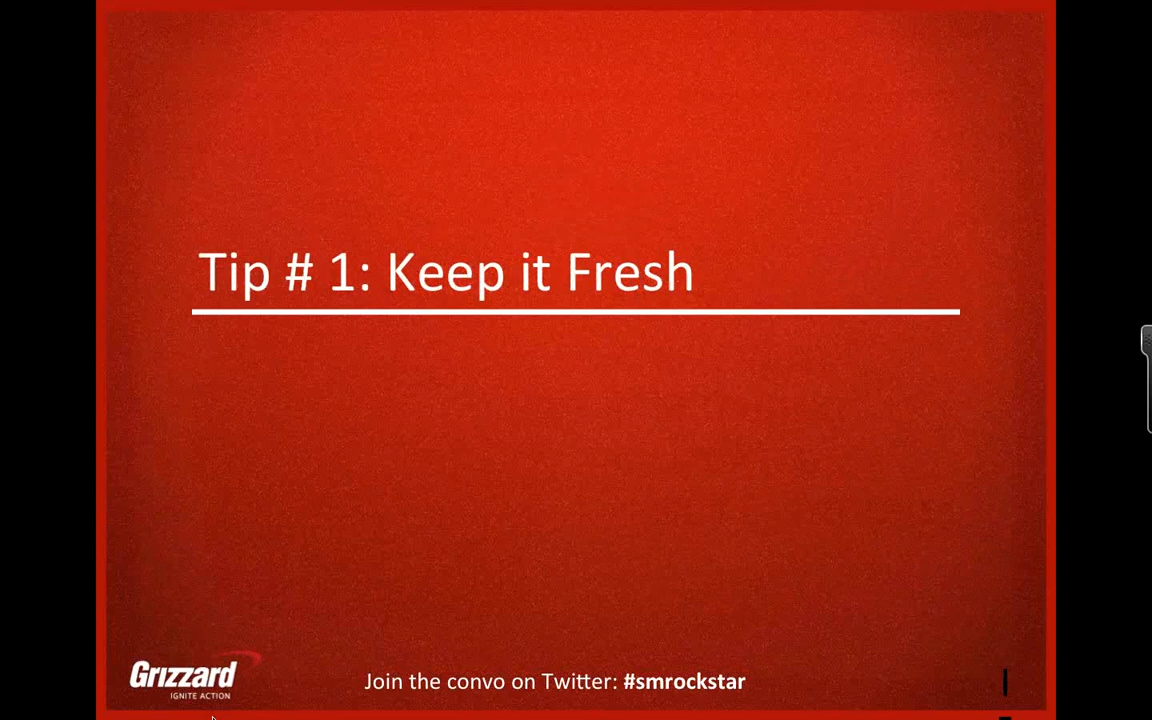 Tip # 1: Keep it Fresh
Grizzard
IGNITE ACTION
Join the convo on Twitter: #smrockstar